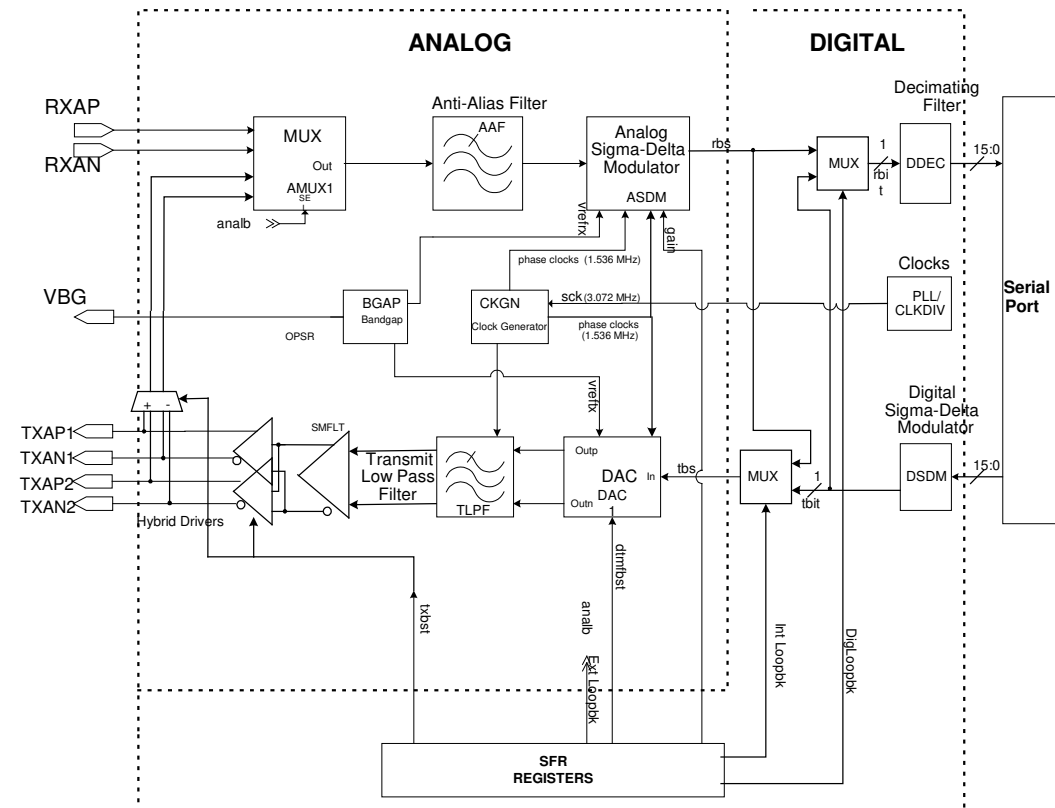 ANALOG
DIGITAL
Decimating
Filter
RXAP
RXAN
MUX
Out
AMUX1
SE
analb
Anti-Alias Filter
AAF
Analog
Sigma-Delta
Modulator
ASDM
rbs
MUX
1
rbi
t
DDEC
15:0
vrefrx
gain
phase clocks (1.536 MHz)
Clocks
VBG
BGAP
Bandgap
OPSR
CKGN
Clock Generator
sck (3.072 MHz)
phase clocks
(1.536 MHz)
PLL/
CLKDIV
Serial
Port
vreftx
Digital
Sigma-Delta
Modulator
+ -
TXAP1
TXAN1
TXAP2
TXAN2
SMFLT
Hybrid Drivers
Transmit
Low Pass
Filter
TLPF
Outp
DAC
In
Outn
DAC
1
tbs
MUX
1
tbit
DSDM
15:0
txbst
analb
Ext Loopbk
dtmfbst
Int Loopbk
DigLoopbk
SFR
REGISTERS